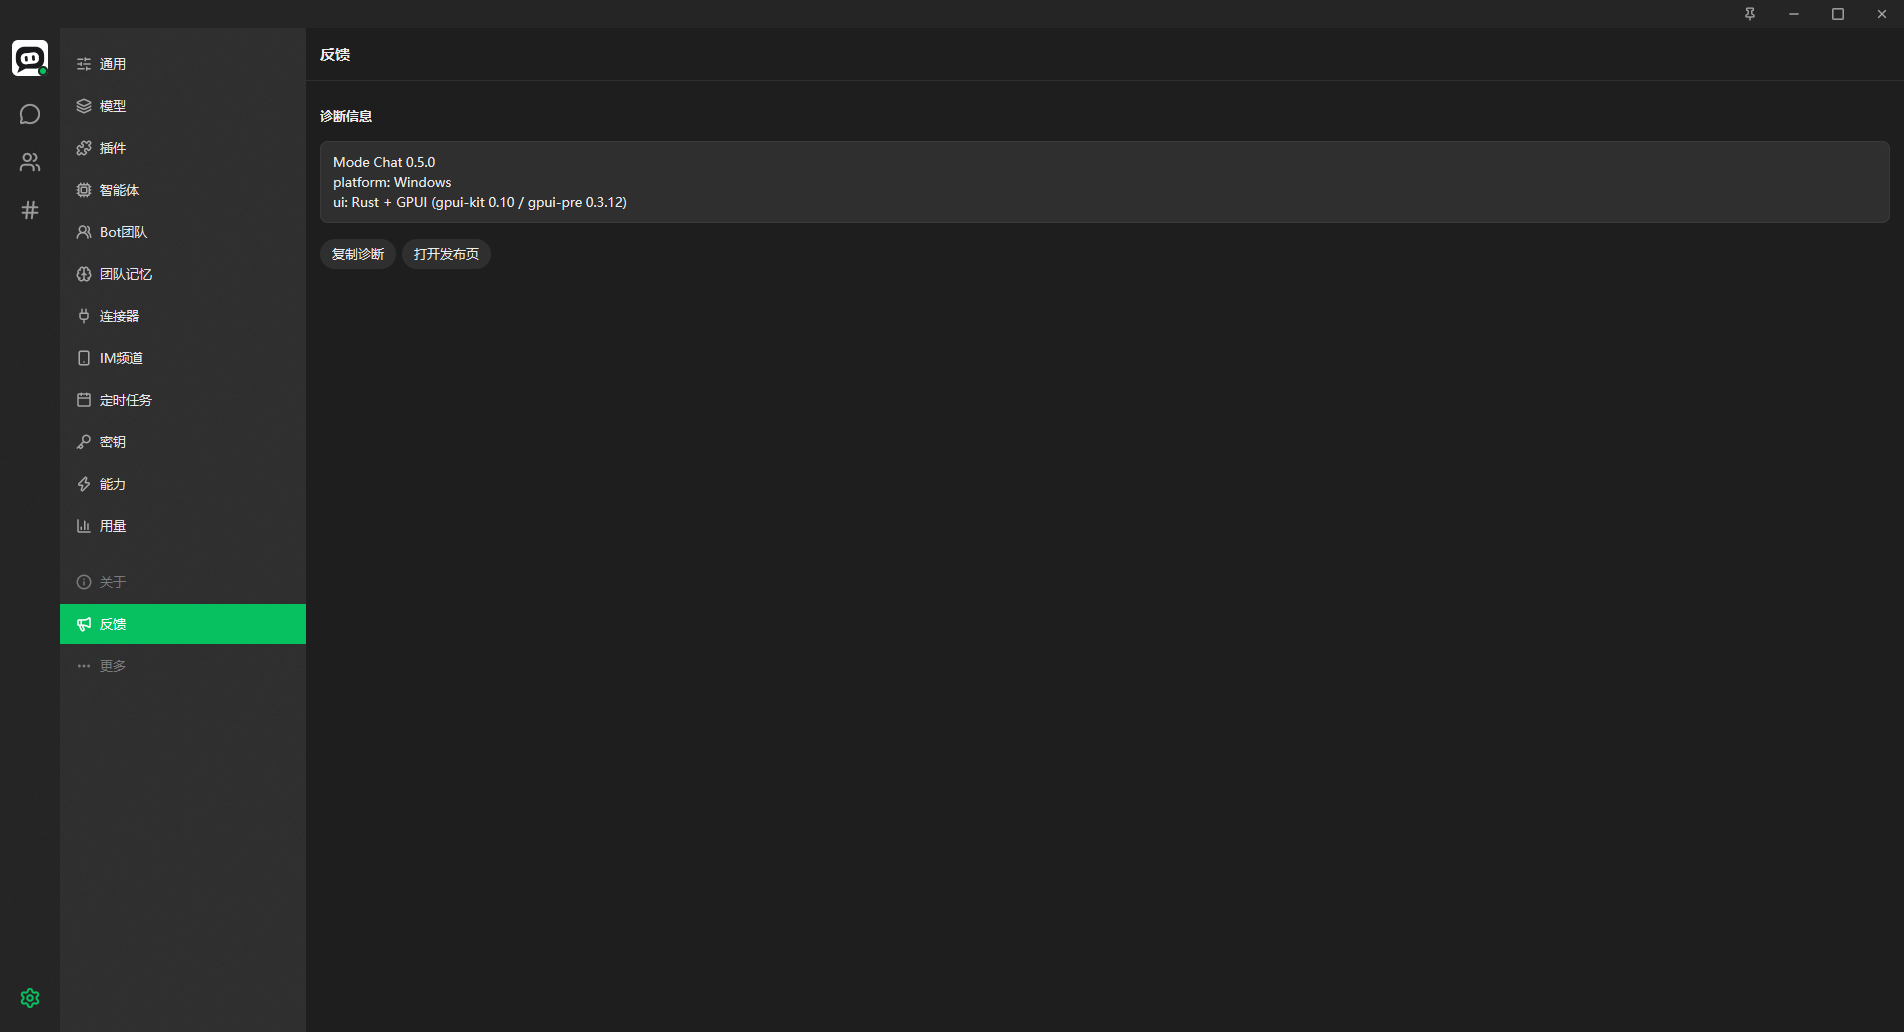 通用
模型
插件
智能体
Bot团队
团队记忆
连接器
IM频道
定时任务
密钥
能力
用量
关于
反馈
更多
反馈
诊断信息
Mode Chat 0.5.0
platform: Windows
ui: Rust + GPUI (gpui-kit 0.10 / gpui-pre 0.3.12)
复制诊断
打开发布页